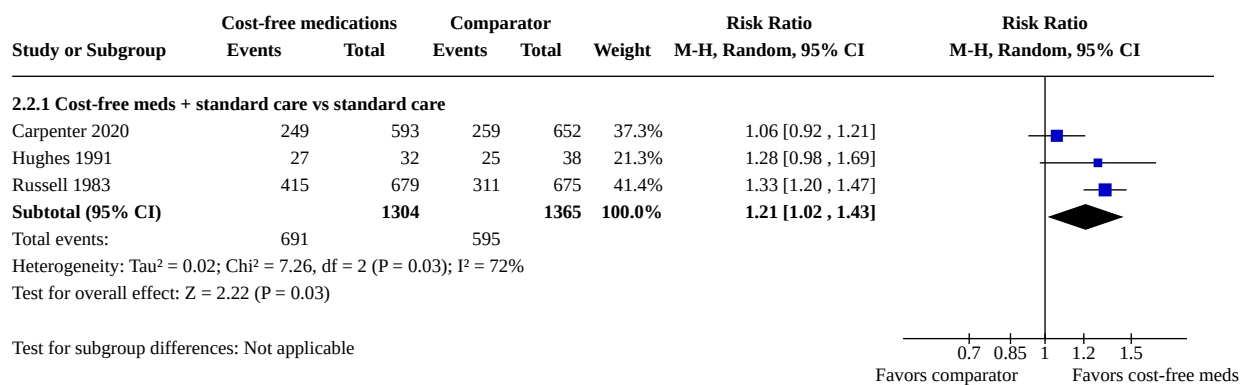 Cost-free medications Comparator Risk Ratio Risk Ratio
Study or Subgroup Events Total Events Total Weight M-H, Random, 95% CI M-H, Random, 95% CI
2.2.1 Cost-free meds + standard care vs standard care
Carpenter 2020 249 593 259 652 37.3% 1.06 [0.92 , 1.21]
Hughes 1991 27 32 25 38 21.3% 1.28 [0.98 , 1.69]
Russell 1983 415 679 311 675 41.4% 1.33 [1.20 , 1.47]
Subtotal (95% CI) 1304 1365 100.0% 1.21 [1.02 , 1.43]
Total events: 691 595
Heterogeneity: Tau² = 0.02; Chi² = 7.26, df = 2 (P = 0.03); I² = 72%
Test for overall effect: Z = 2.22 (P = 0.03)
Test for subgroup differences: Not applicable
0.7 0.85 1 1.2 1.5
Favors comparator Favors cost-free meds